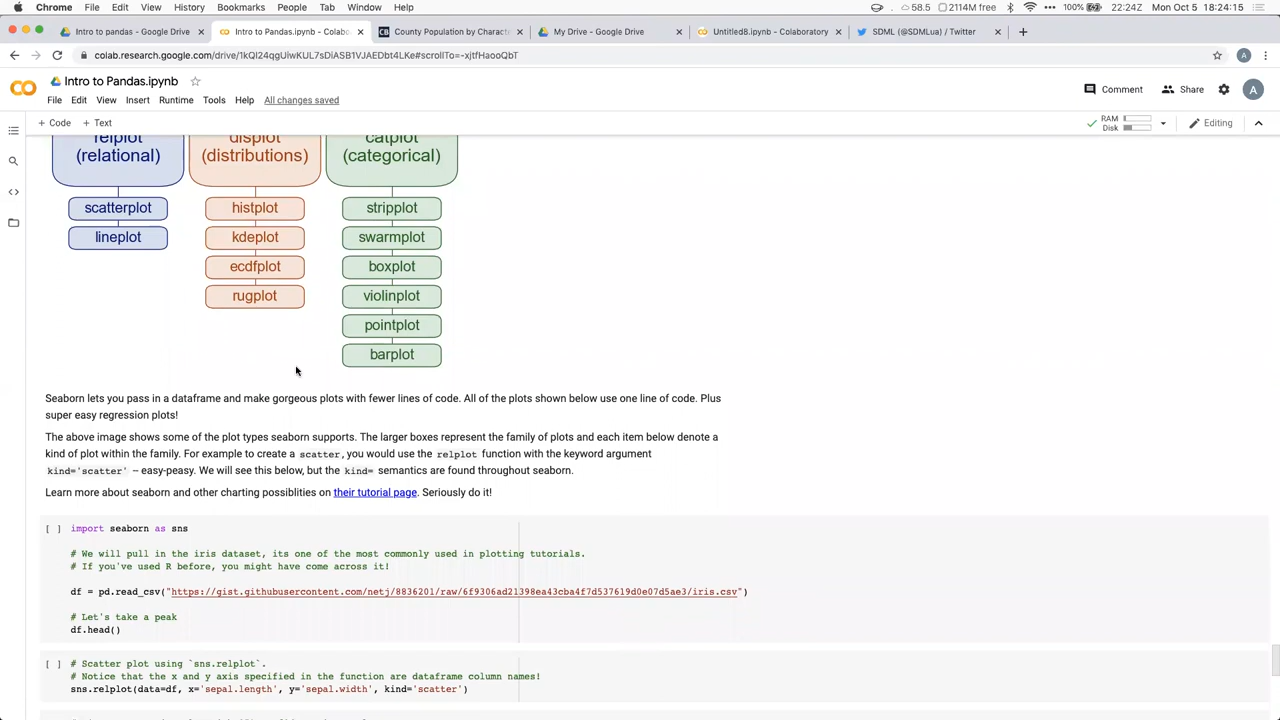 Chrome File Edit View History Bookmarks People Tab Window Help 58.5 2114M free 100% 22:24Z Mon Oct 5 18:24:15
Intro to pandas - Google Drive Intro to Pandas.ipynb - Colabo County Population by Charact My Drive - Google Drive Untitled8.ipynb - Colaboratory SDML (@SDMLua) / Twitter
colab.research.google.com/drive/1kQl24qgUiwKUL7sDiASB1VJAEDbt4LKe#scrollTo=-xjtfHaooQbT A
Intro to Pandas.ipynb
Comment Share A
File Edit View Insert Runtime Tools Help All changes saved
+ Code + Text
RAM
Disk
Editing
relplot displot catplot
(relational) (distributions) (categorical)
scatterplot histplot stripplot
lineplot kdeplot swarmplot
ecdfplot boxplot
rugplot violinplot
pointplot
barplot
Seaborn lets you pass in a dataframe and make gorgeous plots with fewer lines of code. All of the plots shown below use one line of code. Plus
super easy regression plots!
The above image shows some of the plot types seaborn supports. The larger boxes represent the family of plots and each item below denote a
kind of plot within the family. For example to create a scatter, you would use the relplot function with the keyword argument
kind='scatter' – easy-peasy. We will see this below, but the kind= semantics are found throughout seaborn.
Learn more about seaborn and other charting possiblities on their tutorial page. Seriously do it!
[ ] import seaborn as sns
# We will pull in the iris dataset, its one of the most commonly used in plotting tutorials.
# If you've used R before, you might have come across it!
df = pd.read_csv("https://gist.githubusercontent.com/netj/8836201/raw/6f9306ad21398ea43cba4f7d537619d0e07d5ae3/iris.csv")
# Let's take a peak
df.head()
[ ] # Scatter plot using `sns.relplot`.
# Notice that the x and y axis specified in the function are dataframe column names!
sns.relplot(data=df, x='sepal.length', y='sepal.width', kind='scatter')